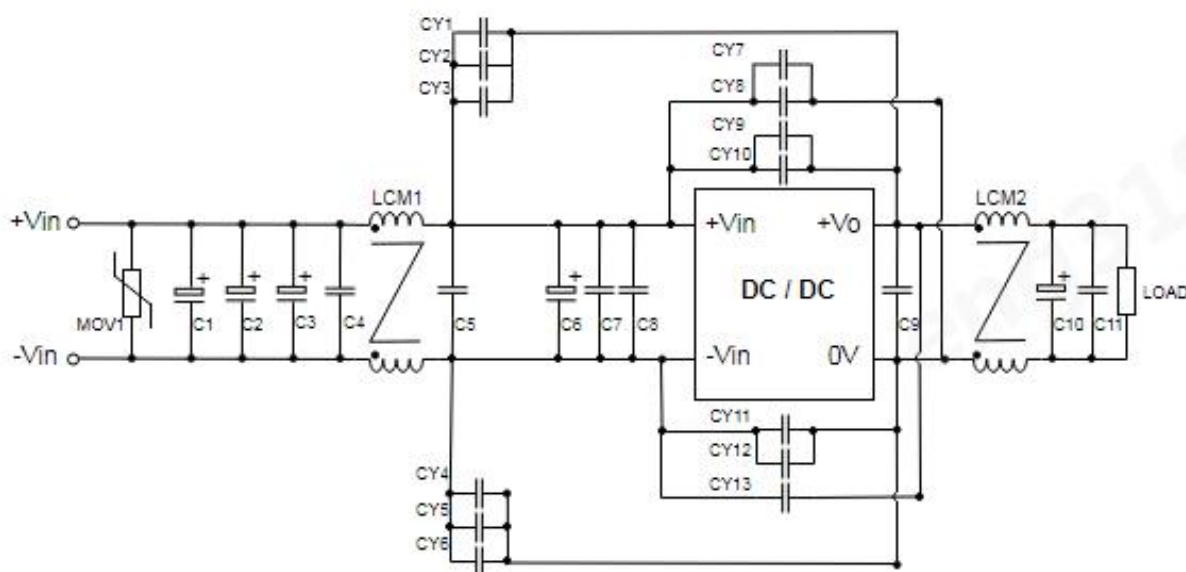 CY1
CY2
CY3
CY7
CY8
CY9
CY10
LCM1
LCM2
+Vin
+Vin
+Vo
DC / DC
MOV1
C1
C2
C3
C4
C5
C6
C7
C8
C9
C10
C11
LOAD
-Vin
-Vin
0V
CY11
CY12
CY13
CY4
CY5
CY6
+
+
+
+
+